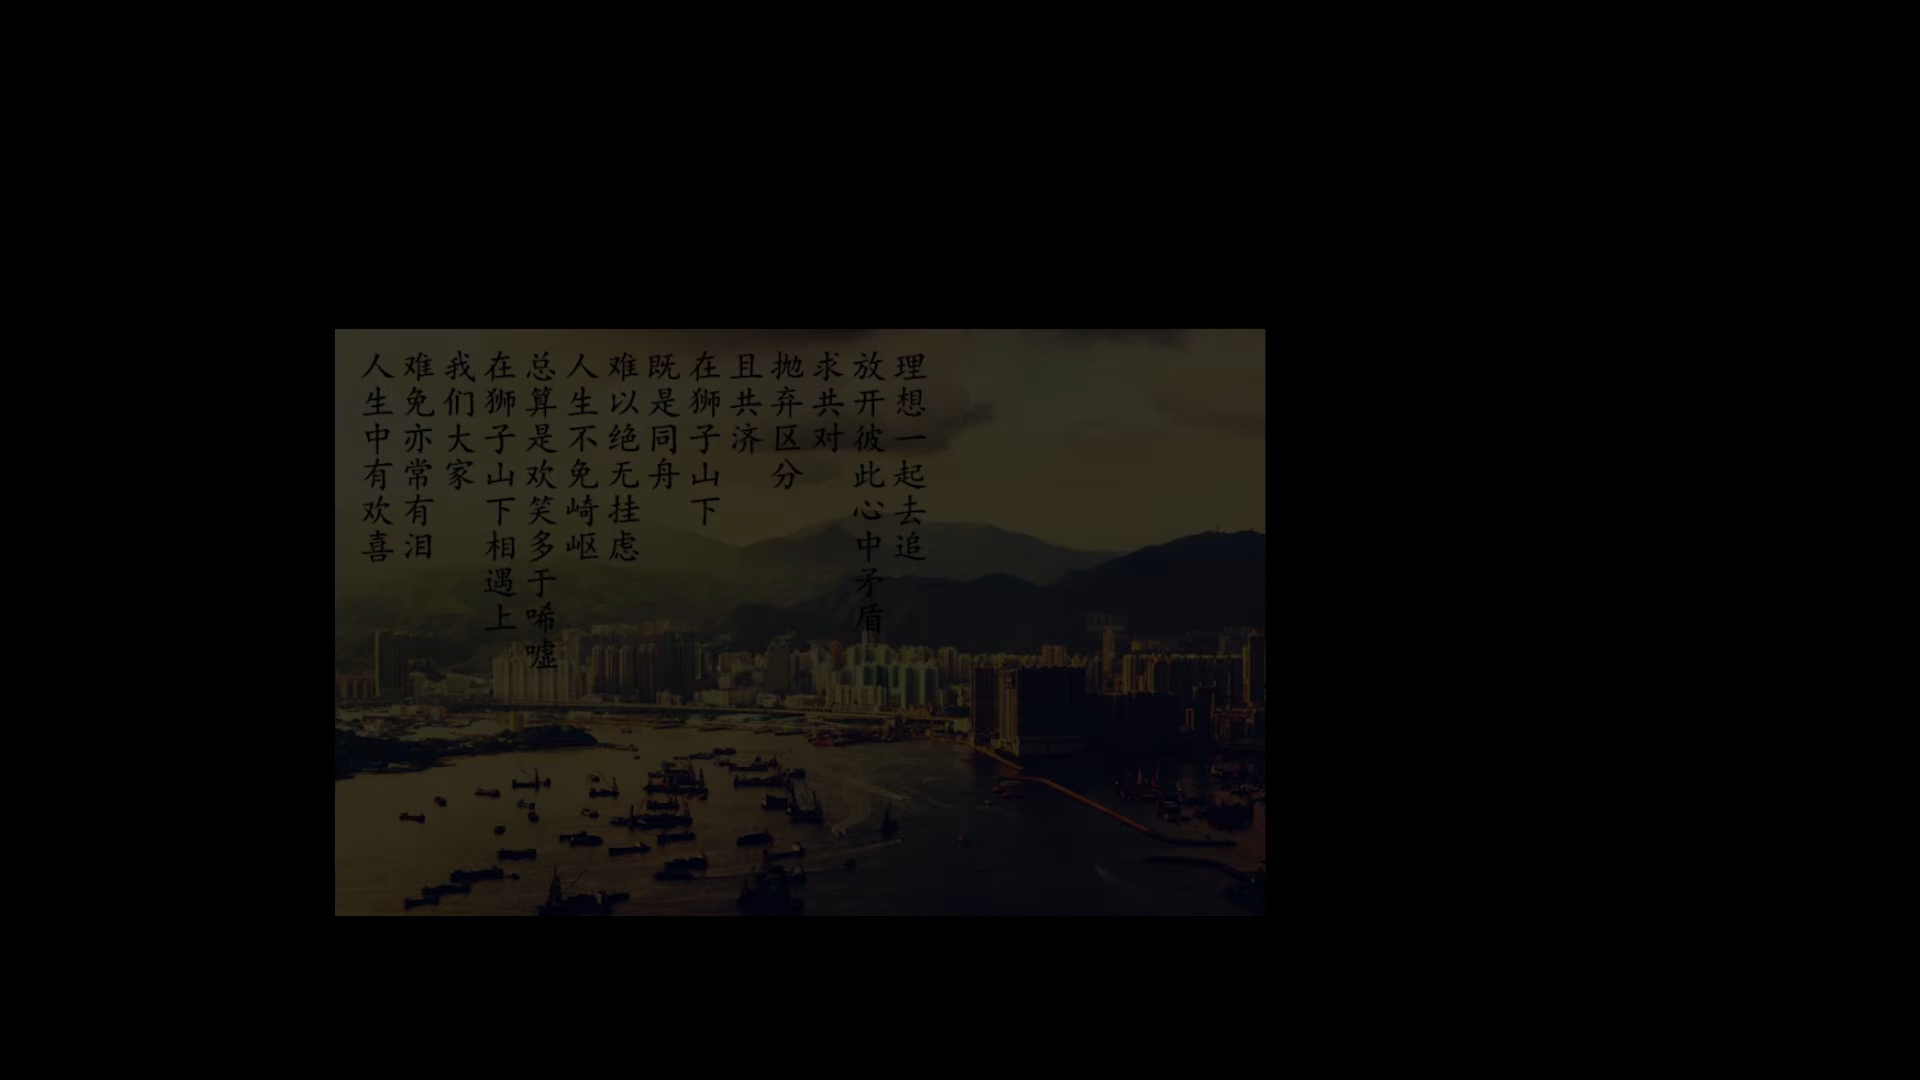 人生中有欢喜
难免亦常有泪
我们大家
在狮子山下相遇上
总算是欢笑多于唏嘘
人生不免崎岖
难以绝无挂虑
既是同舟
在狮子山下
且共济
抛弃区分
求共对
放开彼此心中矛盾
理想一起去追